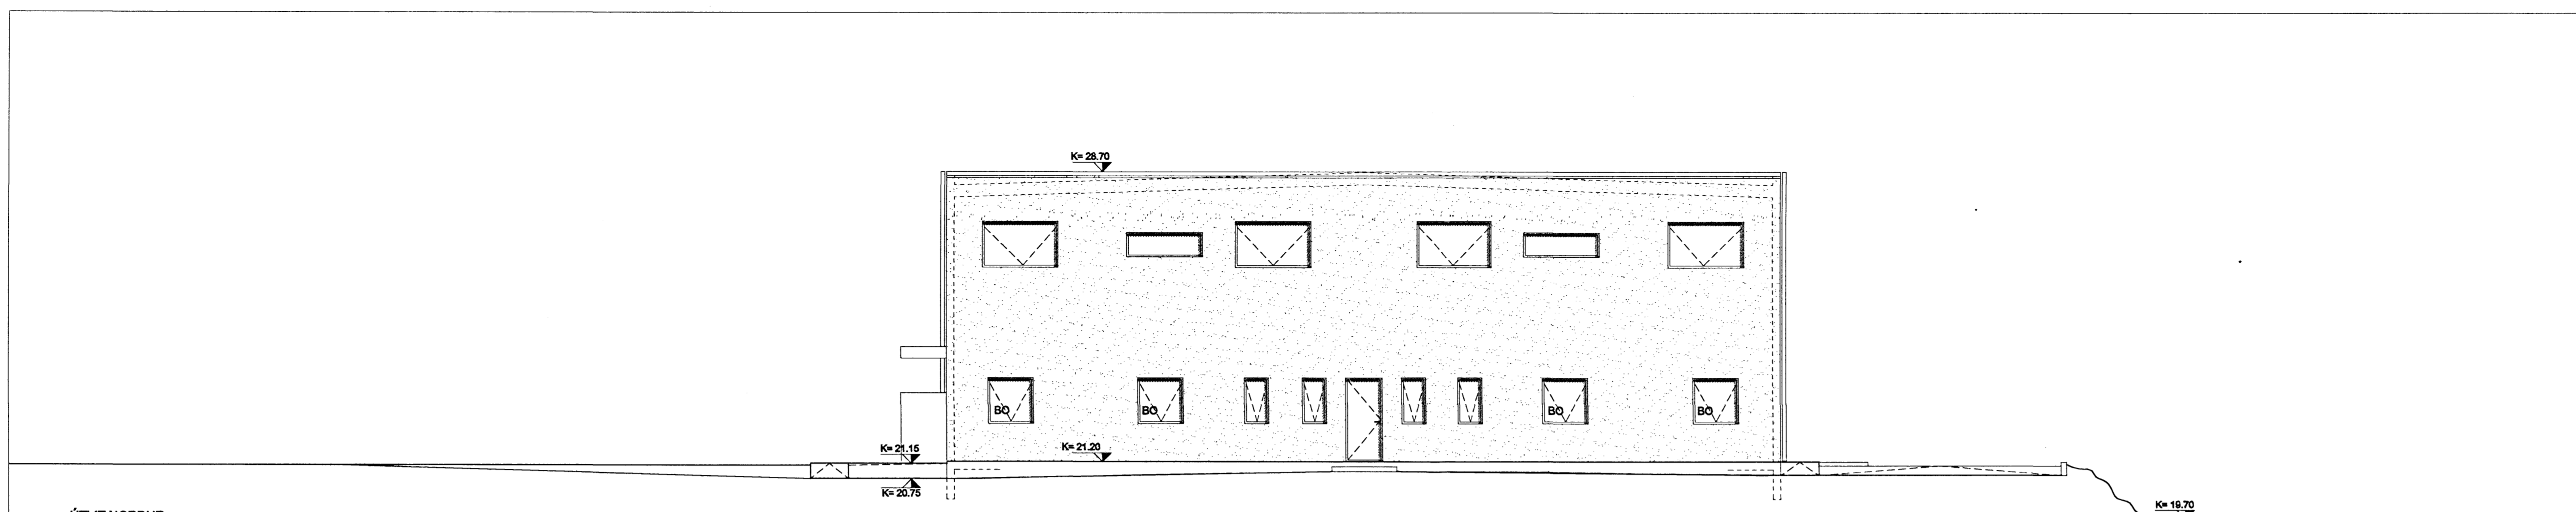 K= 28.70
BO
BO
BO
BO
K= 21.15
K= 21.20
K= 20.75
K= 19.70